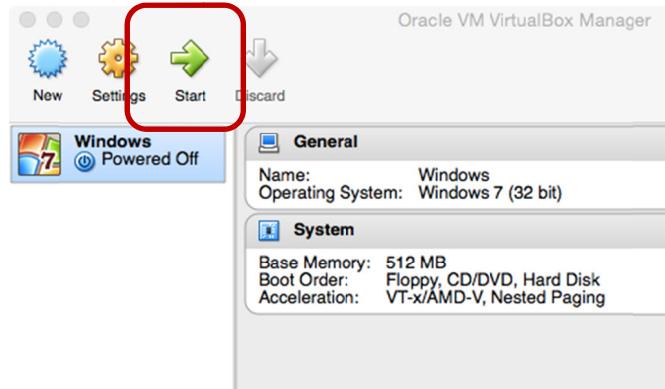 Oracle VM VirtualBox Manager
New Settings Start Discard
7
Windows
Powered Off
General
Name: Windows
Operating System: Windows 7 (32 bit)
System
Base Memory: 512 MB
Boot Order: Floppy, CD/DVD, Hard Disk
Acceleration: VT-x/AMD-V, Nested Paging